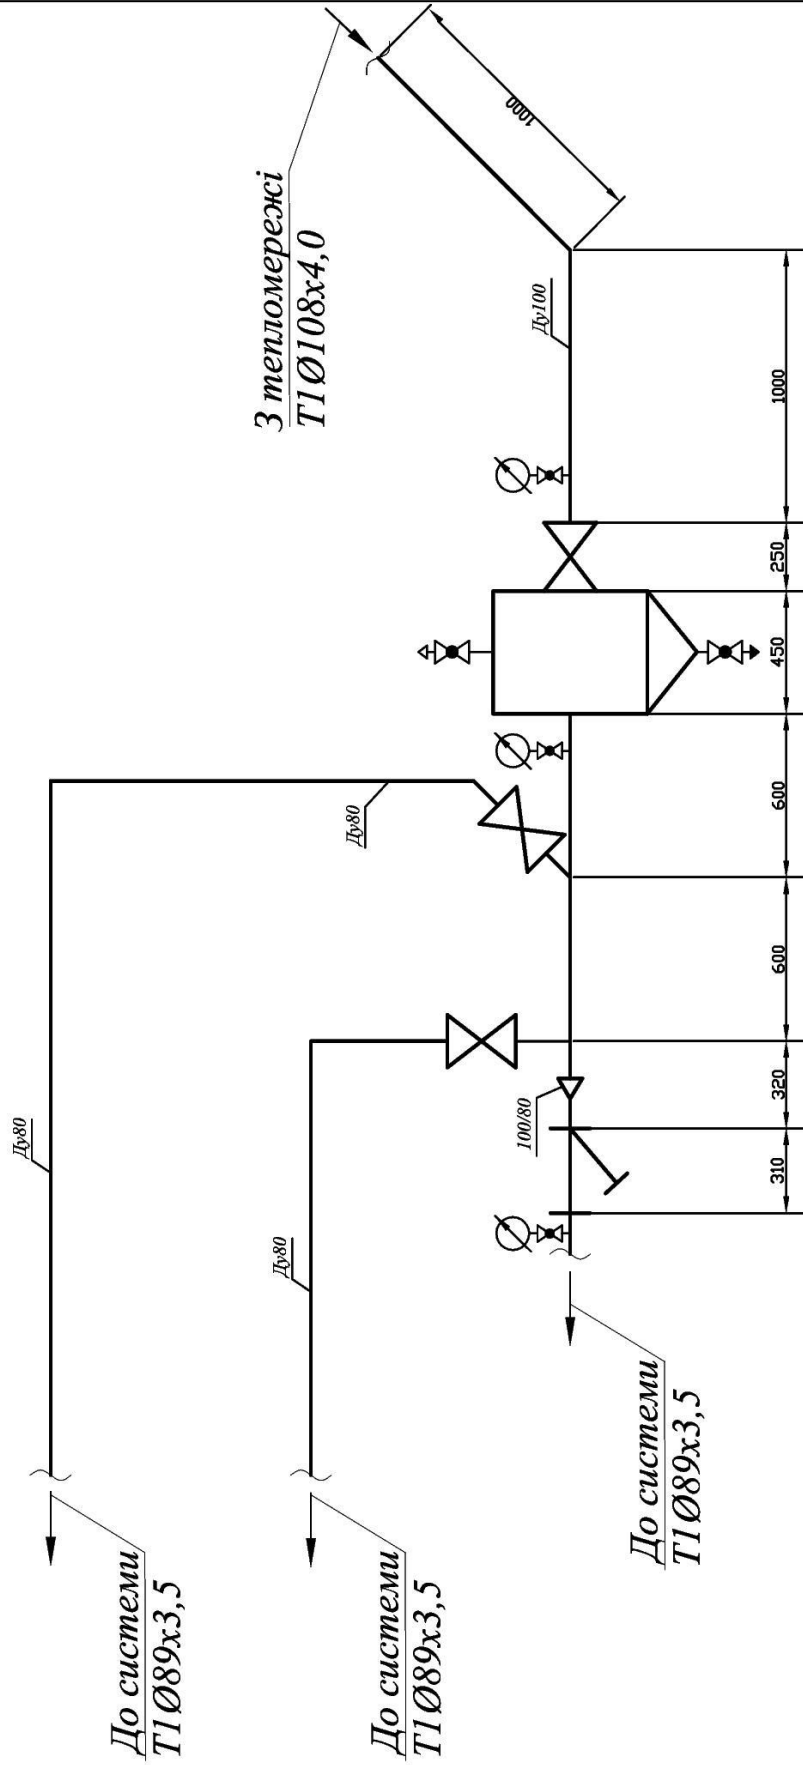 До системи
Т1Ø89х3,5
Ду80
Ду80
До системи
Т1Ø89х3,5
Ду80
До системи
Т1Ø89х3,5
100/80
З тепломережі
Т1Ø108х4,0
Ду100
1000
310
320
600
600
450
250
1000